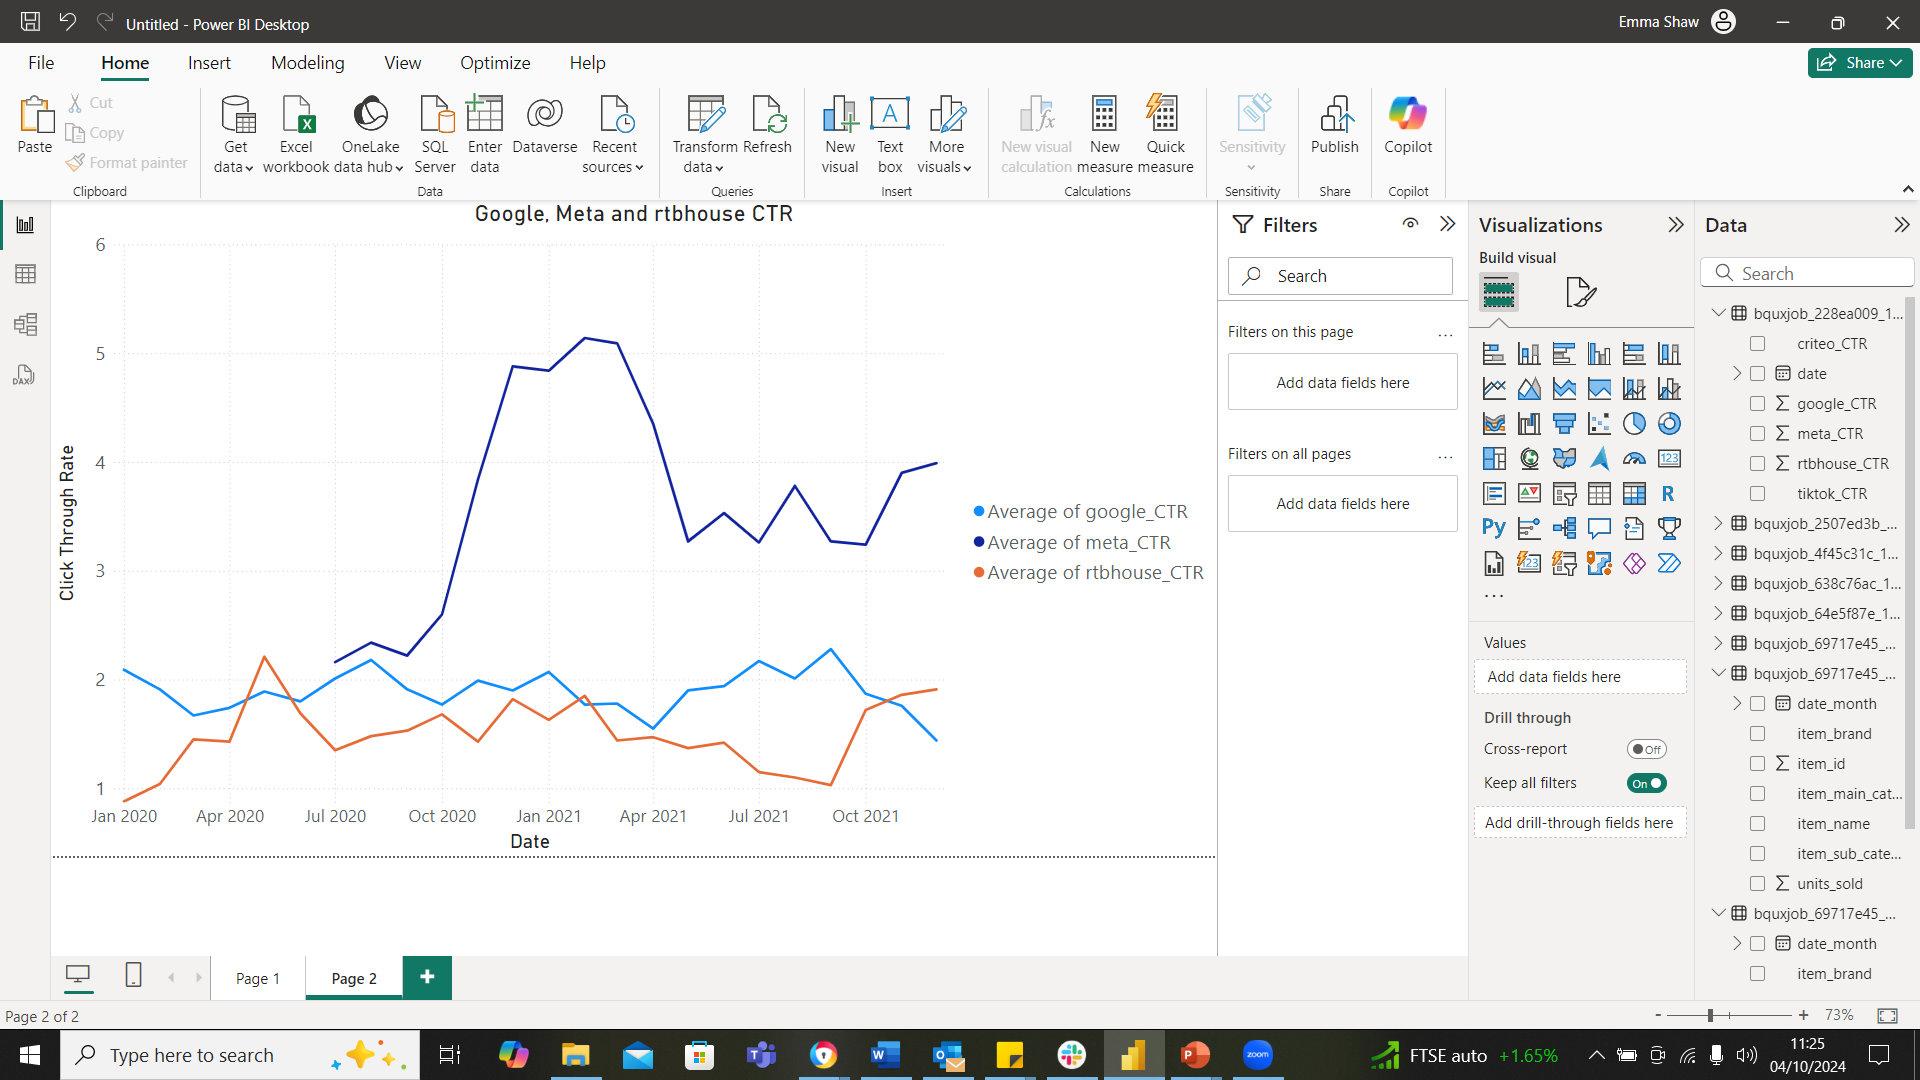 Untitled - Power BI Desktop
Emma Shaw
File Home Insert Modeling View Optimize Help
Share
Paste
Cut
Copy
Format painter
Clipboard
Get data
Excel workbook
OneLake data hub
SQL Server
Enter data
Dataverse
Recent sources
Data
Transform data
Refresh
Queries
New visual
Text box
More visuals
Insert
New visual calculation
New measure
Quick measure
Calculations
Sensitivity
Sensitivity
Publish
Share
Copilot
Copilot
Google, Meta and rtbhouse CTR
6
5
4
3
2
1
Click Through Rate
Jan 2020 Apr 2020 Jul 2020 Oct 2020 Jan 2021 Apr 2021 Jul 2021 Oct 2021
Date
Average of google_CTR
Average of meta_CTR
Average of rtbhouse_CTR
Filters
Search
Filters on this page
...
Add data fields here
Filters on all pages
...
Add data fields here
Visualizations
Build visual
123
R
Py
123
...
Values
Add data fields here
Drill through
Cross-report
Off
Keep all filters
On
Add drill-through fields here
Data
Search
bquxjob_228ea009_1...
criteo_CTR
date
google_CTR
meta_CTR
rtbhouse_CTR
tiktok_CTR
bquxjob_2507ed3b_...
bquxjob_4f45c31c_1...
bquxjob_638c76ac_1...
bquxjob_64e5f87e_1...
bquxjob_69717e45_...
bquxjob_69717e45_...
date_month
item_brand
item_id
item_main_cat...
item_name
item_sub_cate...
units_sold
bquxjob_69717e45_...
date_month
item_brand
DAX
Page 1
Page 2
Page 2 of 2
73%
Type here to search
zoom
FTSE auto +1.65%
11:25
04/10/2024